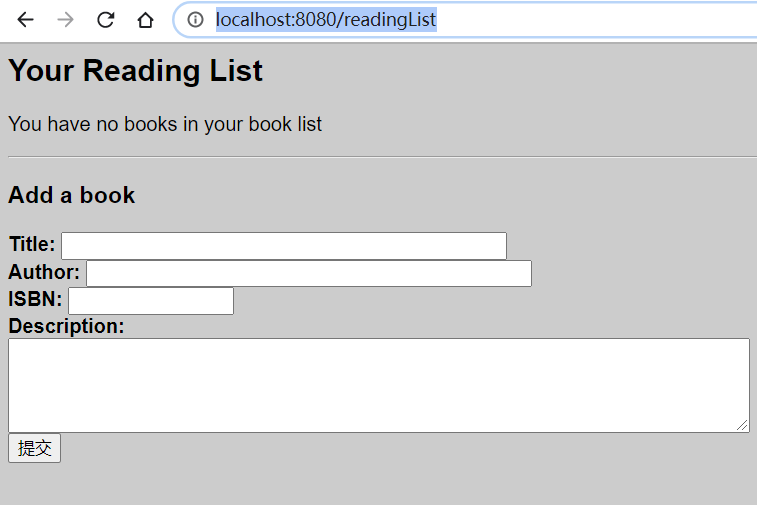 localhost:8080/readingList
Your Reading List
You have no books in your book list
Add a book
Title:
Author:
ISBN:
Description:
提交